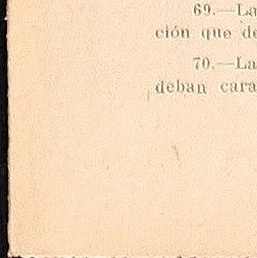 69.—La
ción que de
70.—La
deban cara